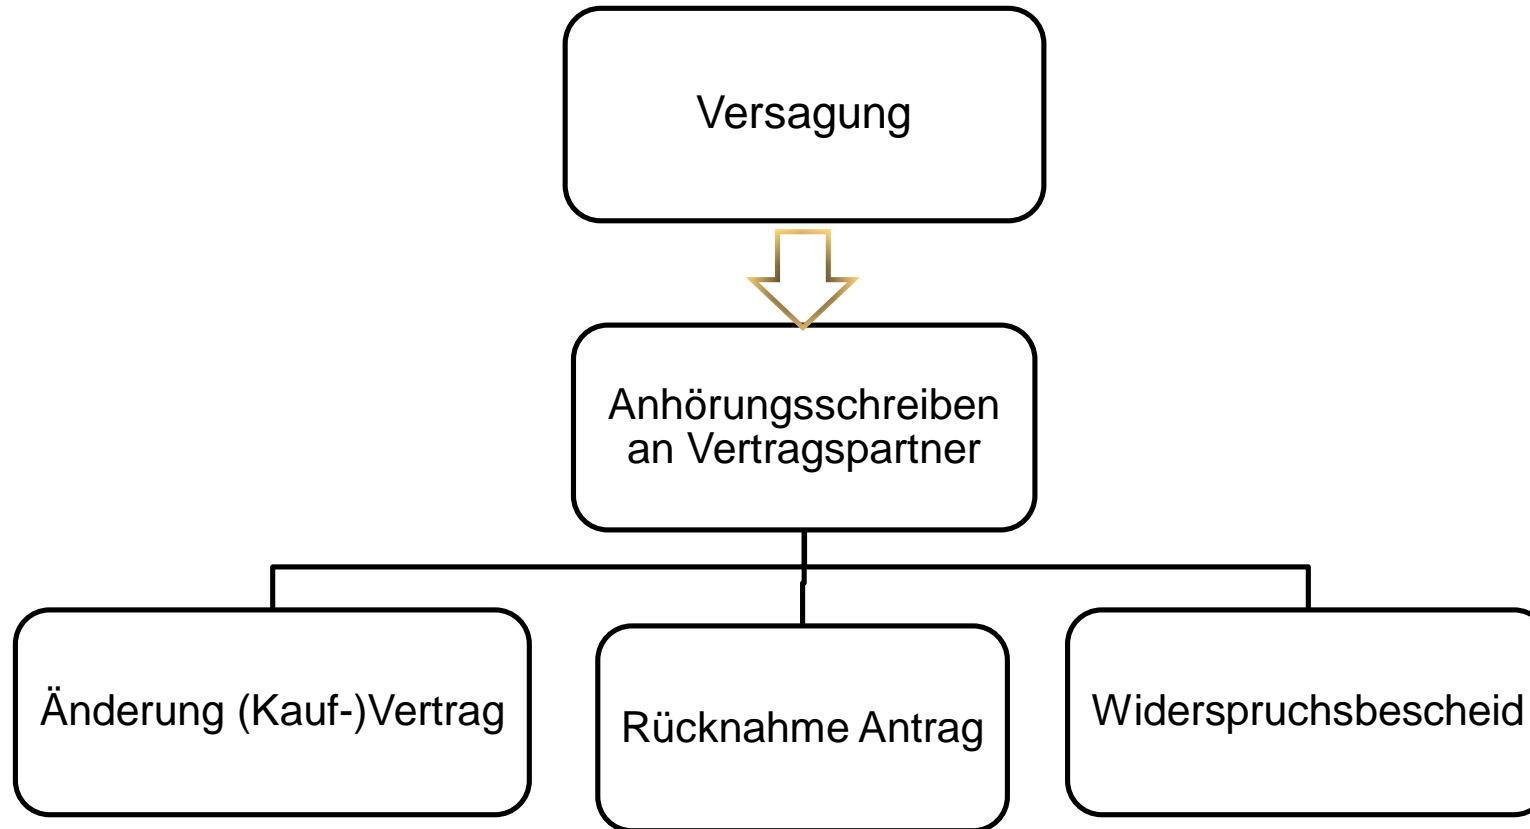 Versagung
Anhörungsschreiben
an Vertragspartner
Änderung (Kauf-)Vertrag
Rücknahme Antrag
Widerspruchsbescheid